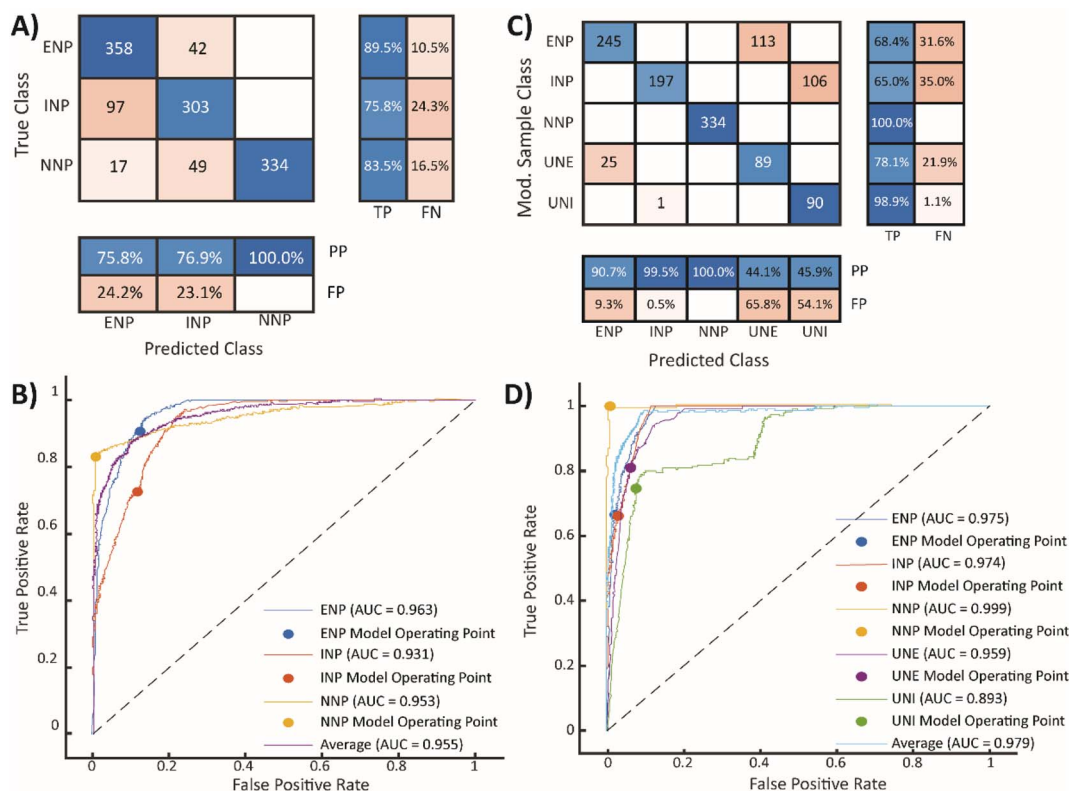 A)
True Class
ENP 358 42 89.5% 10.5%
INP 97 303 75.8% 24.3%
NNP 17 49 334 83.5% 16.5%
TP FN
75.8% 76.9% 100.0% PP
24.2% 23.1% FP
ENP INP NNP
Predicted Class
C)
Mod. Sample Class
ENP 245 113 68.4% 31.6%
INP 197 106 65.0% 35.0%
NNP 334 100.0%
UNE 25 89 78.1% 21.9%
UNI 1 90 98.9% 1.1%
TP FN
90.7% 99.5% 100.0% 44.1% 45.9% PP
9.3% 0.5% 65.8% 54.1% FP
ENP INP NNP UNE UNI
Predicted Class
B)
True Positive Rate
1
0.8
0.6
0.4
0.2
0
ENP (AUC = 0.963)
ENP Model Operating Point
INP (AUC = 0.931)
INP Model Operating Point
NNP (AUC = 0.953)
NNP Model Operating Point
Average (AUC = 0.955)
0 0.2 0.4 0.6 0.8 1
False Positive Rate
D)
True Positive Rate
1
0.8
0.6
0.4
0.2
0
ENP (AUC = 0.975)
ENP Model Operating Point
INP (AUC = 0.974)
INP Model Operating Point
NNP (AUC = 0.999)
NNP Model Operating Point
UNE (AUC = 0.959)
UNE Model Operating Point
UNI (AUC = 0.893)
UNI Model Operating Point
Average (AUC = 0.979)
0 0.2 0.4 0.6 0.8 1
False Positive Rate